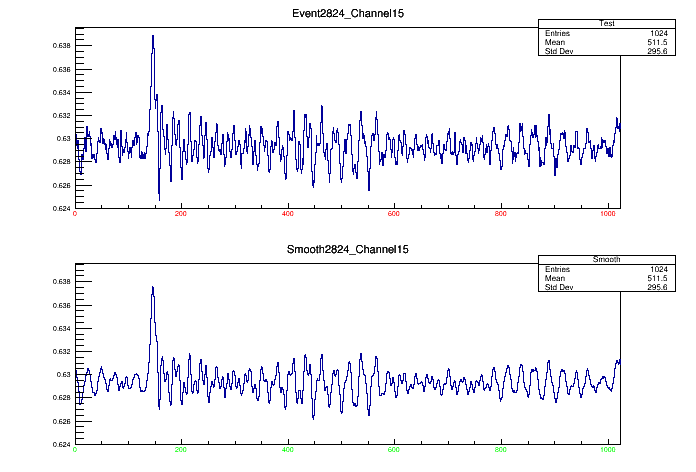 Event2824_Channel15
Test
Entries 1024
Mean 511.5
Std Dev 295.6
0.638
0.636
0.634
0.632
0.63
0.628
0.626
0.624
0 200 400 600 800 1000
Smooth2824_Channel15
Smooth
Entries 1024
Mean 511.5
Std Dev 295.6
0.638
0.636
0.634
0.632
0.63
0.628
0.626
0.624
0 200 400 600 800 1000